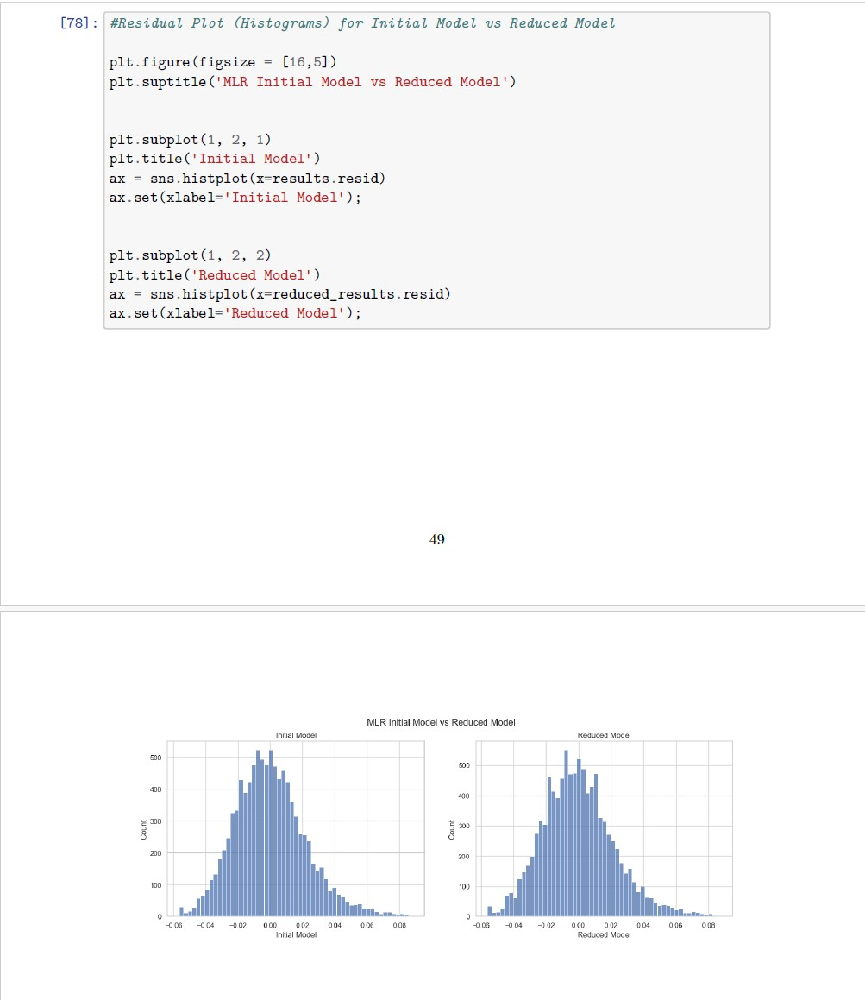 [78]: #Residual Plot (Histograms) for Initial Model vs Reduced Model
plt.figure(figsize = [16,5])
plt.suptitle('MLR Initial Model vs Reduced Model')
plt.subplot(1, 2, 1)
plt.title('Initial Model')
ax = sns.histplot(x=results.resid)
ax.set(xlabel='Initial Model');
plt.subplot(1, 2, 2)
plt.title('Reduced Model')
ax = sns.histplot(x=reduced_results.resid)
ax.set(xlabel='Reduced Model');
49
MLR Initial Model vs Reduced Model
Initial Model
500
400
300
200
100
0
Count
−0.06 −0.04 −0.02 0.00 0.02 0.04 0.06 0.08
Initial Model
Reduced Model
500
400
300
200
100
0
Count
−0.06 −0.04 −0.02 0.00 0.02 0.04 0.06 0.08
Reduced Model